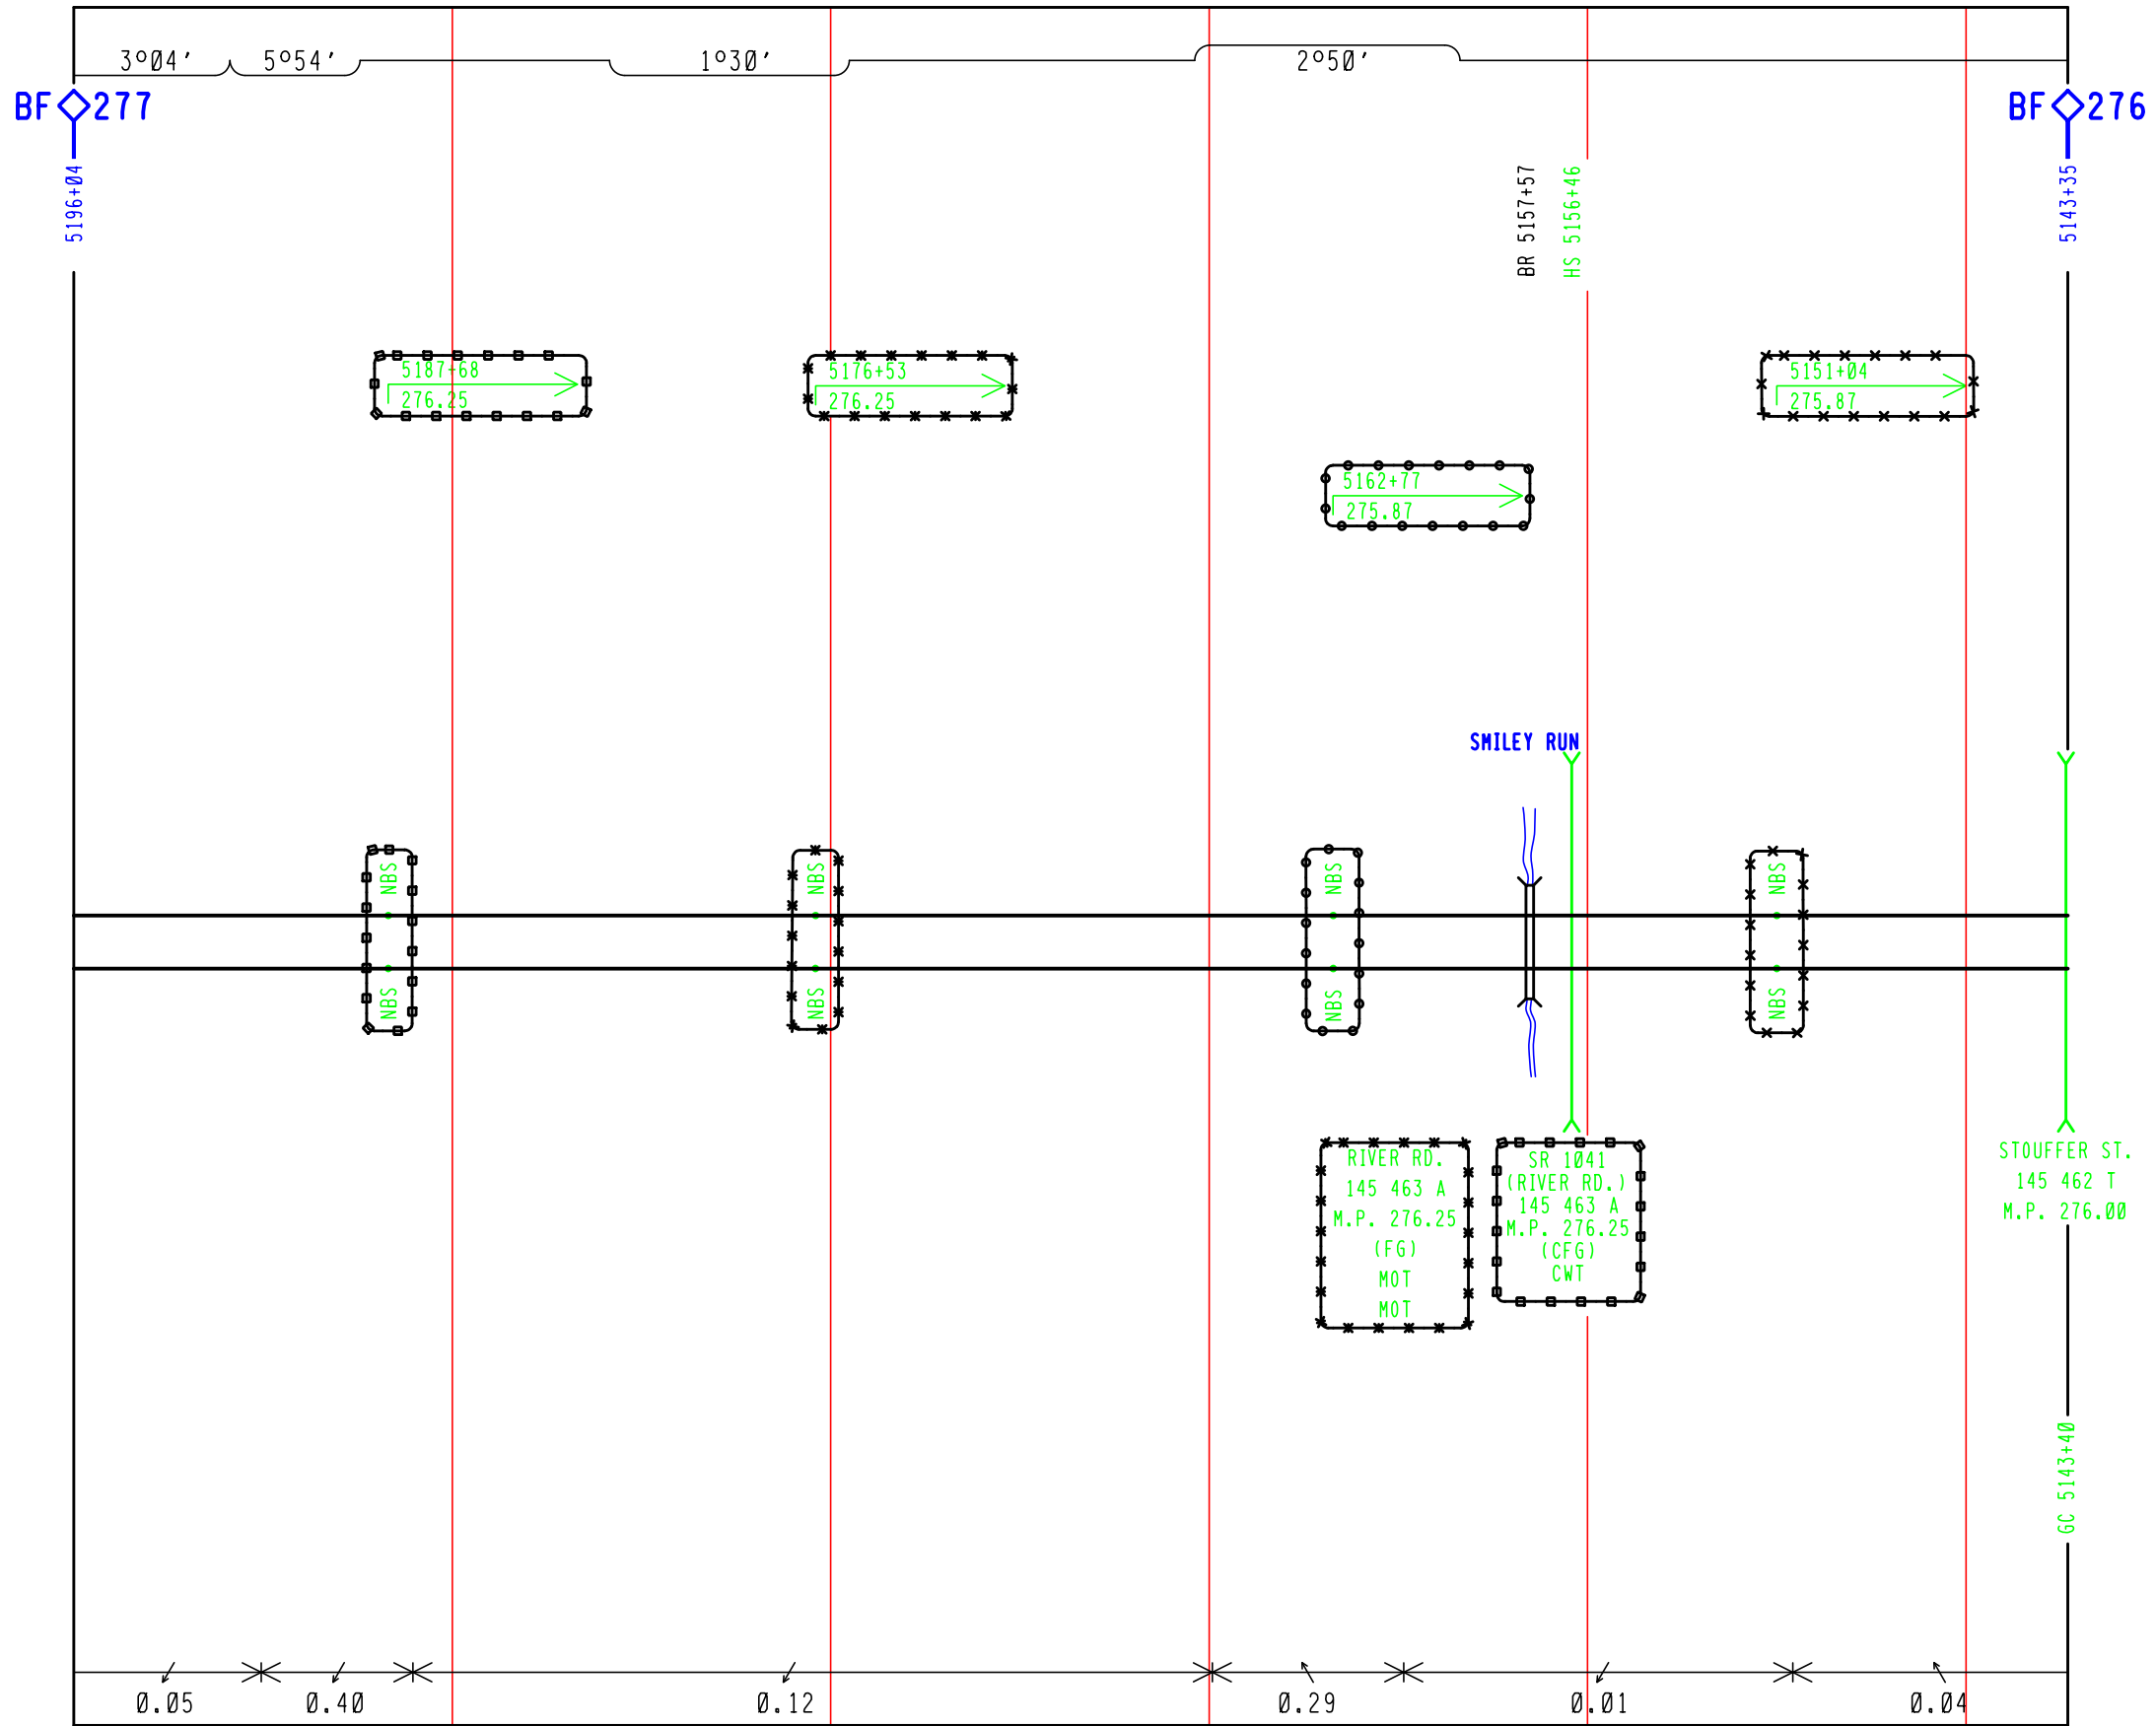 3°04' 5°54' 1°30' 2°50'
BF 277
BF 276
5196+04
BR 5157+57
HS 5156+46
5143+35
5187+68
276.25
5176+53
276.25
5151+04
275.87
5162+77
275.87
SMILEY RUN
NBS
NBS
NBS
NBS
NBS
NBS
NBS
NBS
RIVER RD.
145 463 A
M.P. 276.25
(FG)
MOT
MOT
SR 1041
(RIVER RD.)
145 463 A
M.P. 276.25
(CFG)
CWT
STOUFFER ST.
145 462 T
M.P. 276.00
GC 5143+40
0.05 0.40 0.12 0.29 0.01 0.04